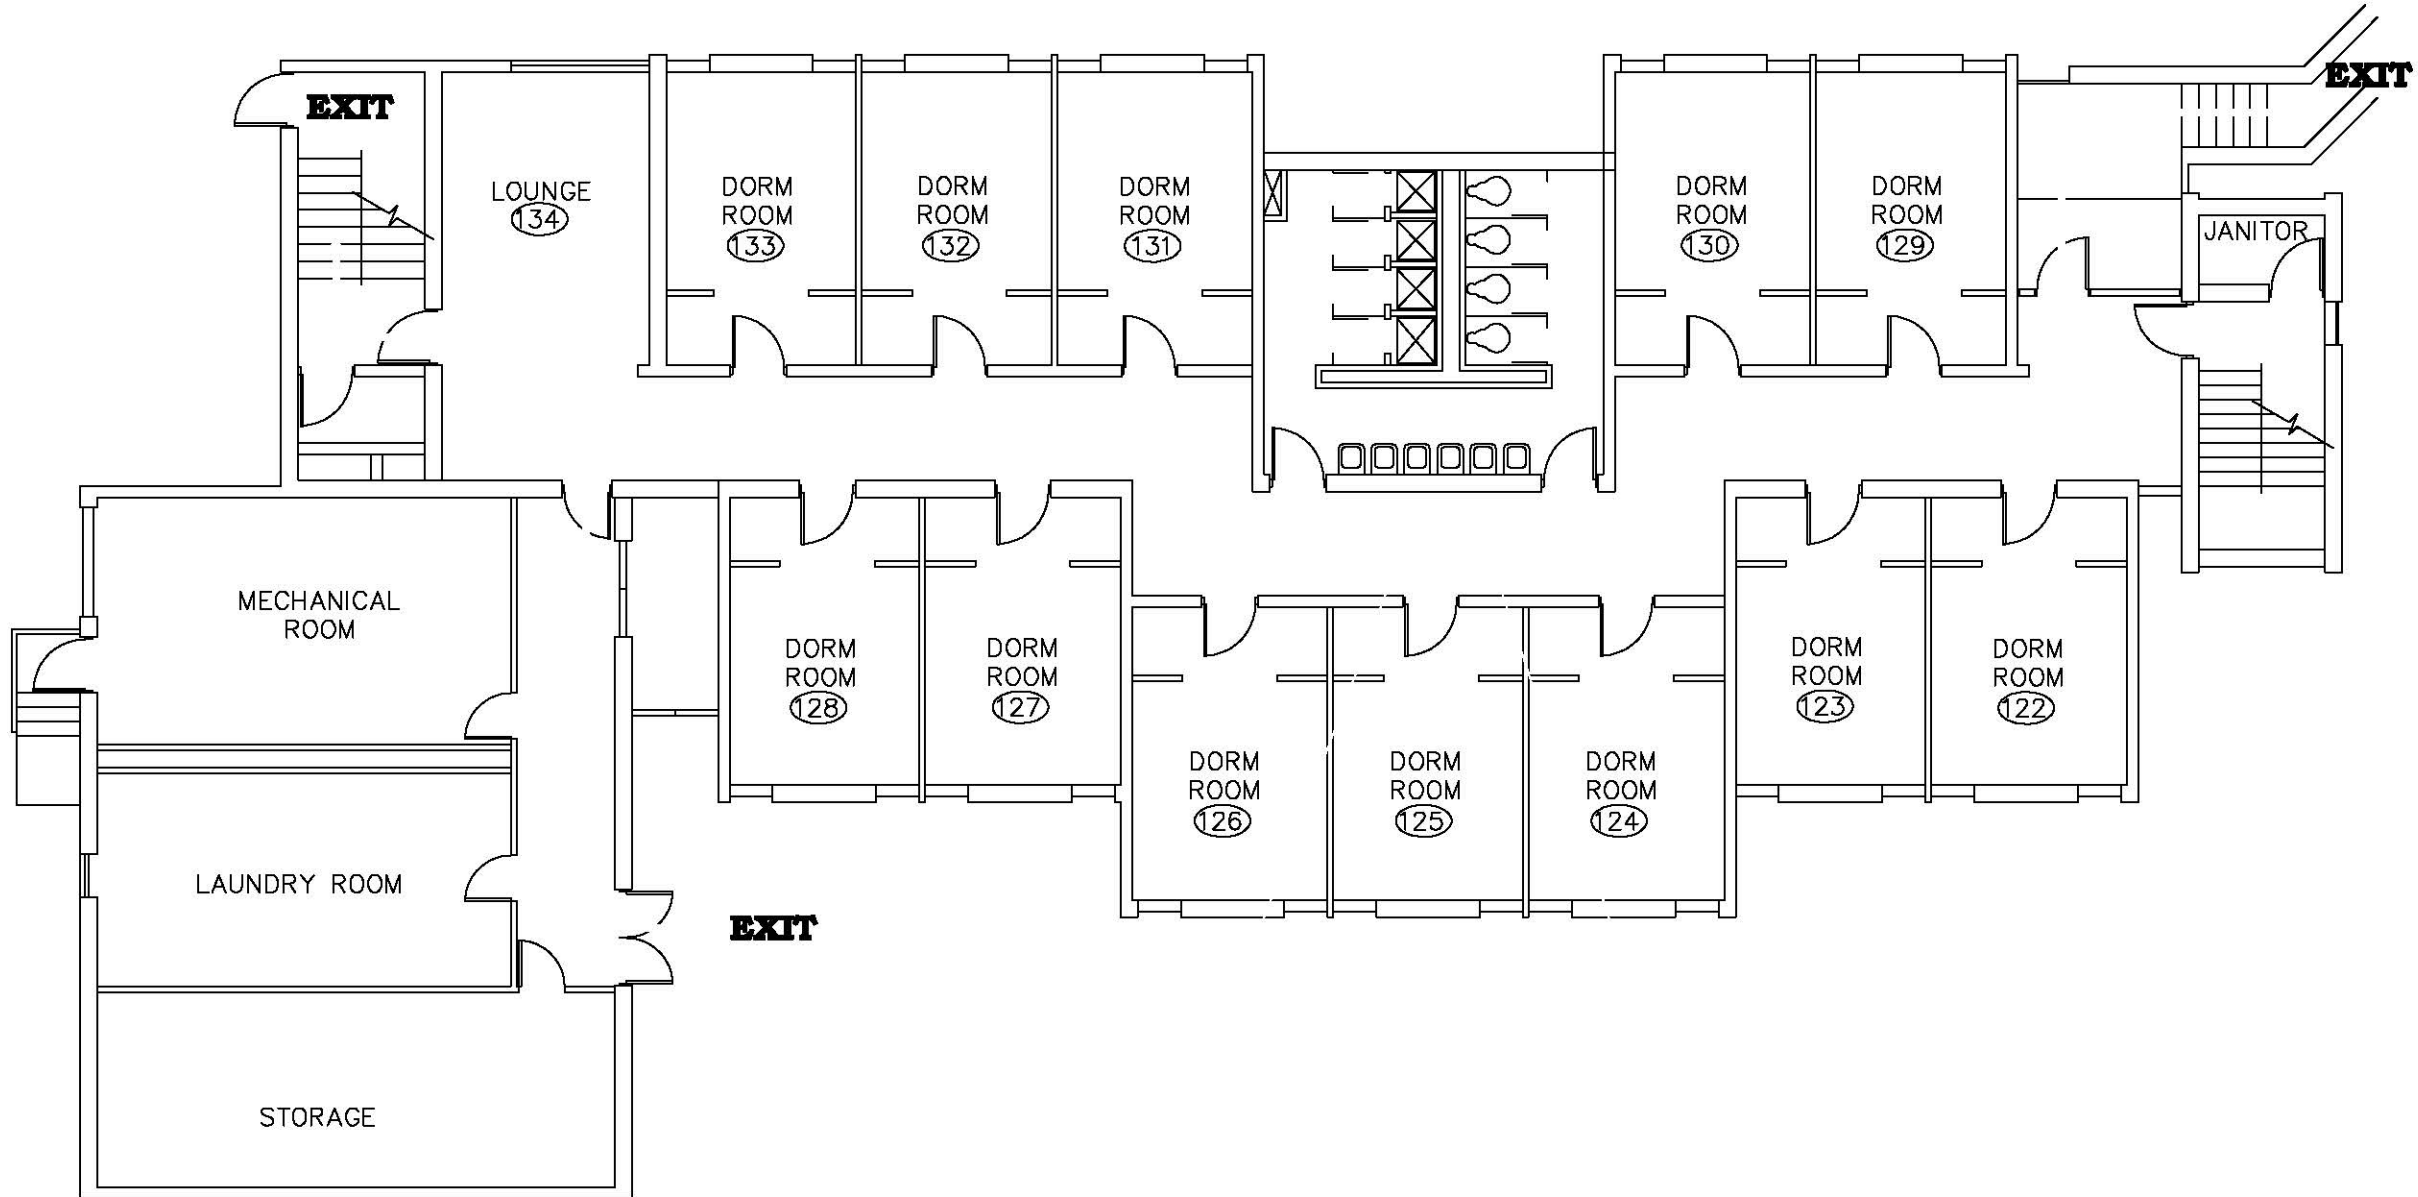 EXIT
EXIT
LOUNGE
134
DORM
ROOM
133
DORM
ROOM
132
DORM
ROOM
131
DORM
ROOM
130
DORM
ROOM
129
JANITOR
MECHANICAL
ROOM
DORM
ROOM
128
DORM
ROOM
127
DORM
ROOM
126
DORM
ROOM
125
DORM
ROOM
124
DORM
ROOM
123
DORM
ROOM
122
LAUNDRY ROOM
EXIT
STORAGE